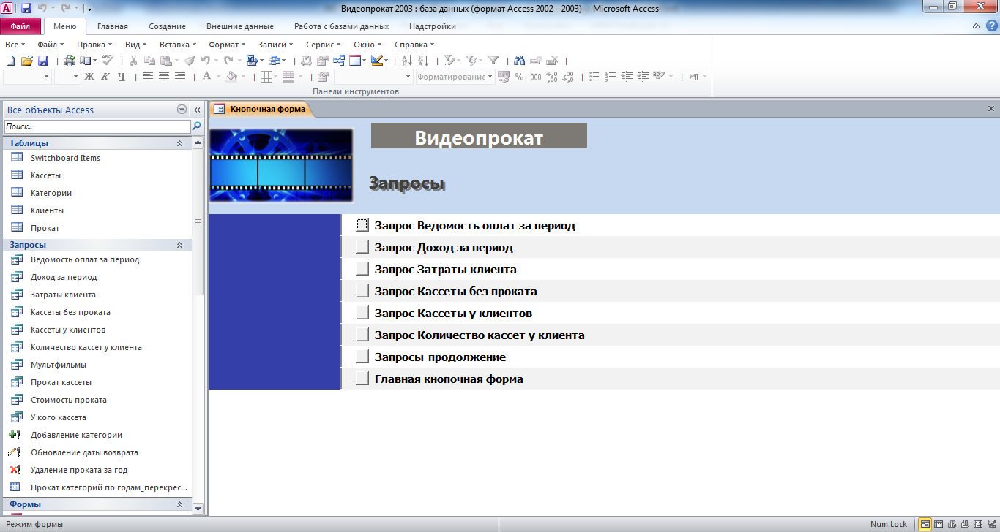 Видеопрокат 2003 : база данных (формат Access 2002 - 2003) - Microsoft Access
Файл Меню Главная Создание Внешние данные Работа с базами данных Надстройки
Все Файл Правка Вид Вставка Формат Записи Сервис Окно Справка
Ж К Ч Форматирование % 000
Панели инструментов
Все объекты Access
Поиск...
Таблицы
Switchboard Items
Кассеты
Категории
Клиенты
Прокат
Запросы
Ведомость оплат за период
Доход за период
Затраты клиента
Кассеты без проката
Кассеты у клиентов
Количество кассет у клиента
Мультфильмы
Прокат кассеты
Стоимость проката
У кого кассета
Добавление категории
Обновление даты возврата
Удаление проката за год
Прокат категорий по годам_перекрес...
Формы
Кнопочная форма
Видеопрокат
Запросы
Запрос Ведомость оплат за период
Запрос Доход за период
Запрос Затраты клиента
Запрос Кассеты без проката
Запрос Кассеты у клиентов
Запрос Количество кассет у клиента
Запросы-продолжение
Главная кнопочная форма
Режим формы
Num Lock